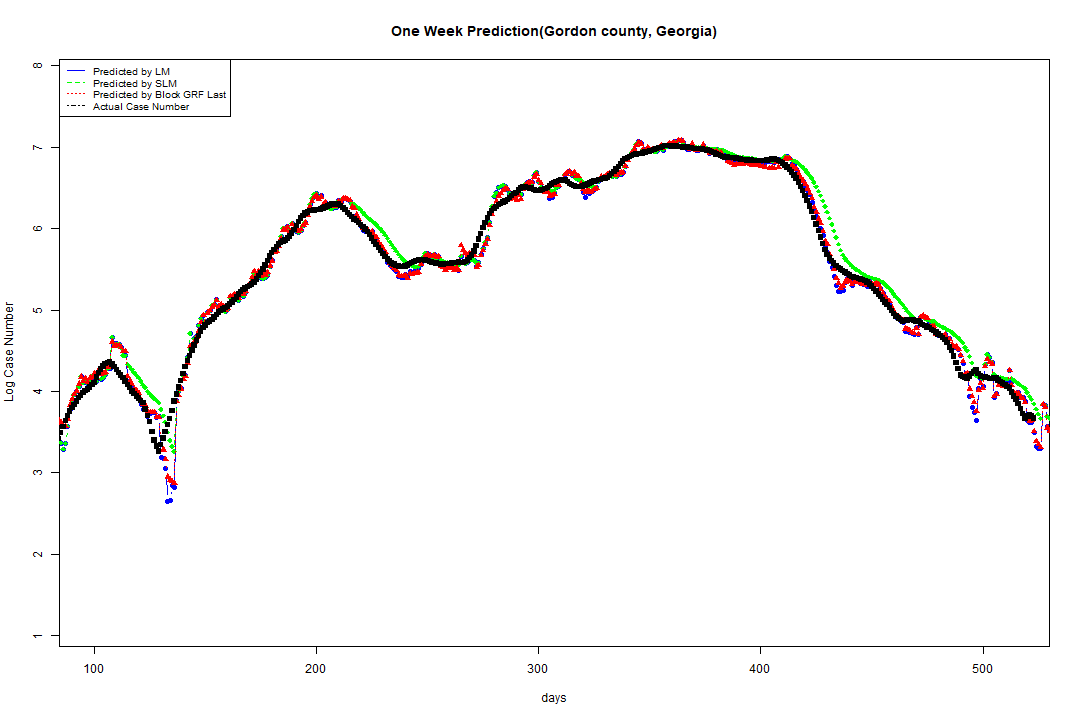 One Week Prediction(Gordon county, Georgia)
Predicted by LM
Predicted by SLM
Predicted by Block GRF Last
Actual Case Number
Log Case Number
8
7
6
5
4
3
2
1
100 200 300 400 500
days